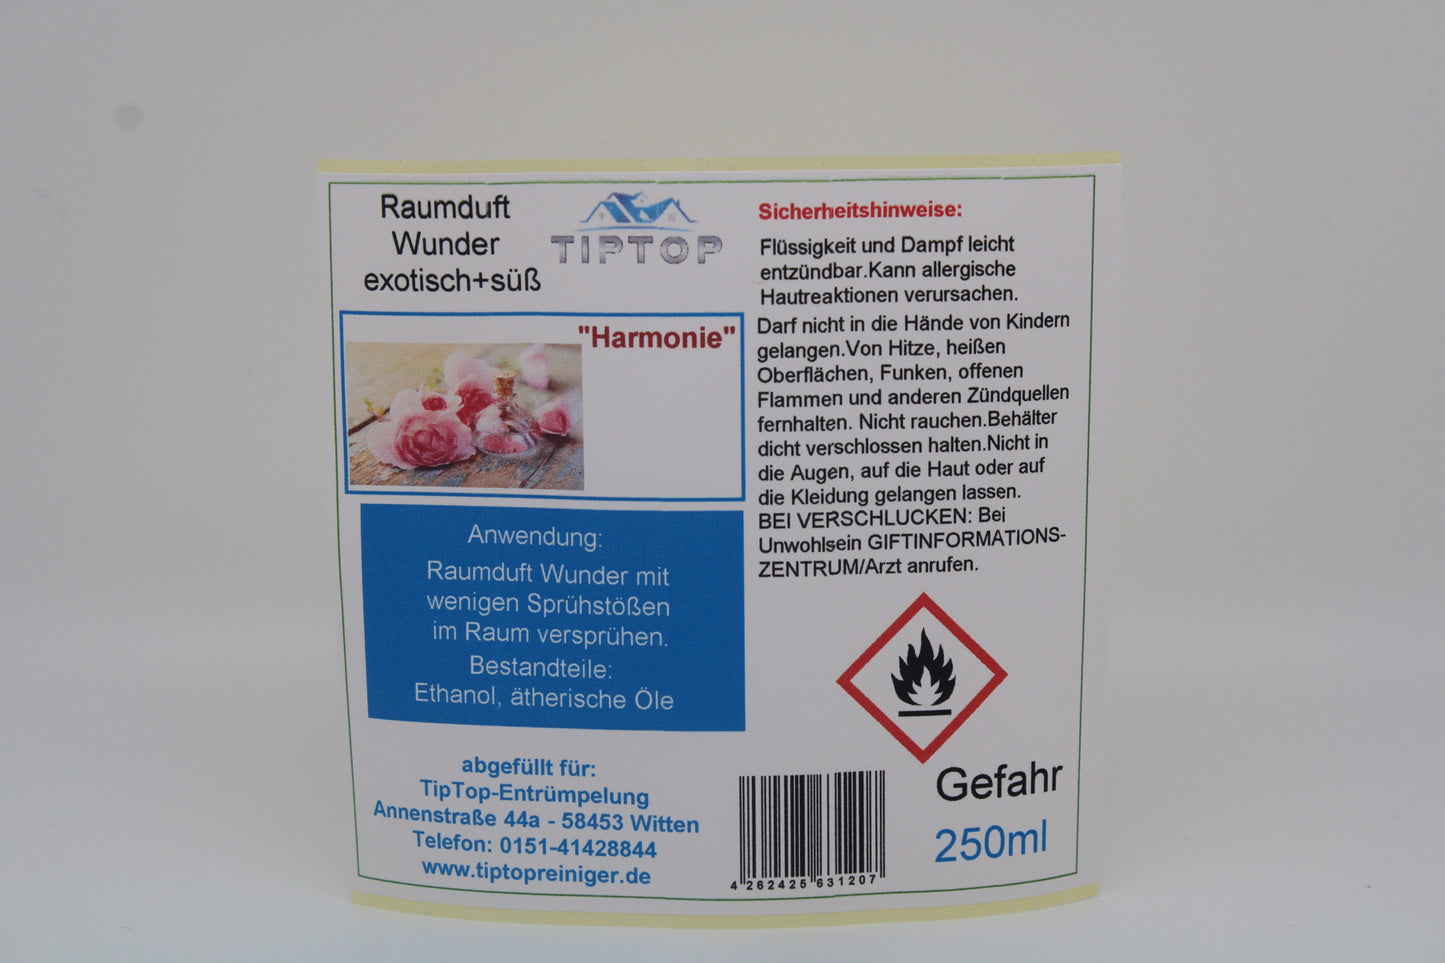 Raumduft
Wunder
exotisch+süß
TIPTOP
"Harmonie"
Anwendung:
Raumduft Wunder mit
wenigen Sprühstößen
im Raum versprühen.
Bestandteile:
Ethanol, ätherische Öle
abgefüllt für:
TipTop-Entrümpelung
Annenstraße 44a - 58453 Witten
Telefon: 0151-41428844
www.tiptopreiniger.de
Sicherheitshinweise:
Flüssigkeit und Dampf leicht
entzündbar.Kann allergische
Hautreaktionen verursachen.
Darf nicht in die Hände von Kindern
gelangen.Von Hitze, heißen
Oberflächen, Funken, offenen
Flammen und anderen Zündquellen
fernhalten. Nicht rauchen.Behälter
dicht verschlossen halten.Nicht in
die Augen, auf die Haut oder auf
die Kleidung gelangen lassen.
BEI VERSCHLUCKEN: Bei
Unwohlsein GIFTINFORMATIONS-
ZENTRUM/Arzt anrufen.
Gefahr
250ml
4 262425 631207